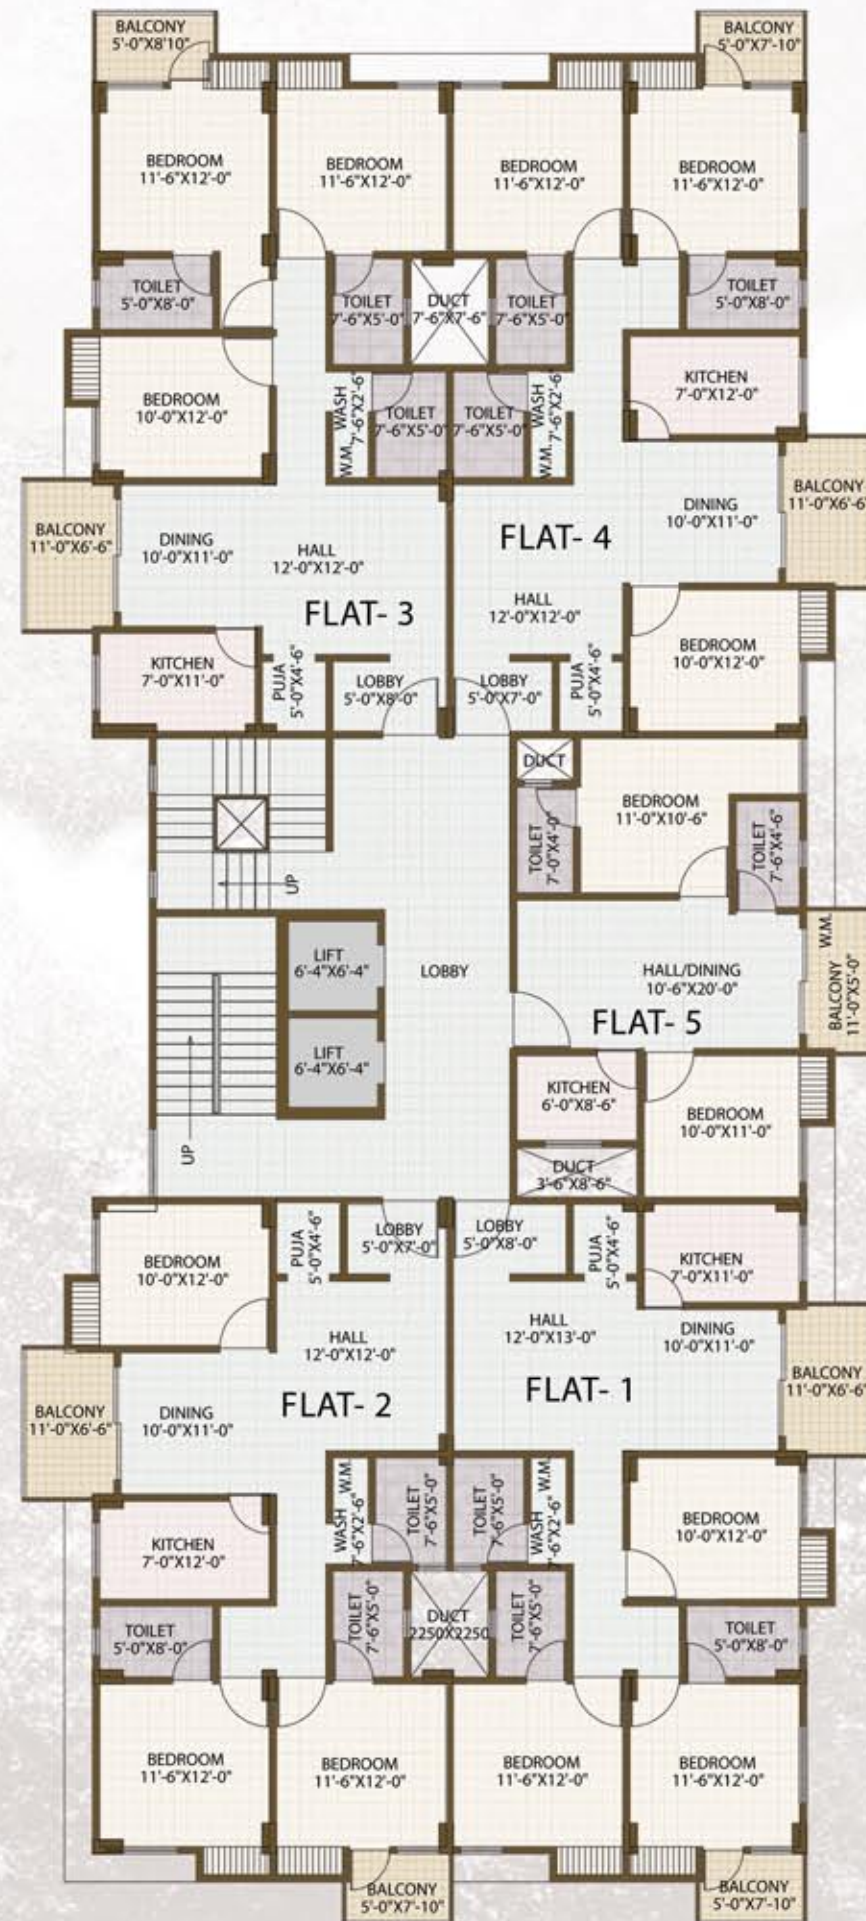 BALCONY
5'-0"X8'10"
BALCONY
5'-0"X7'-10"
BEDROOM
11'-6"X12'-0"
BEDROOM
11'-6"X12'-0"
BEDROOM
11'-6"X12'-0"
BEDROOM
11'-6"X12'-0"
TOILET
5'-0"X8'-0"
TOILET
7'-6"X5'-0"
DUCT
7'-6"X7'-6"
TOILET
7'-6"X5'-0"
TOILET
5'-0"X8'-0"
BEDROOM
10'-0"X12'-0"
W.M. WASH
7'-6"X2'-6"
TOILET
7'-6"X5'-0"
TOILET
7'-6"X5'-0"
W.M. WASH
7'-6"X2'-6"
KITCHEN
7'-0"X12'-0"
BALCONY
11'-0"X6'-6"
DINING
10'-0"X11'-0"
HALL
12'-0"X12'-0"
FLAT- 3
FLAT- 4
HALL
12'-0"X12'-0"
DINING
10'-0"X11'-0"
BALCONY
11'-0"X6'-6"
KITCHEN
7'-0"X11'-0"
PUJA
5'-0"X4'-6"
LOBBY
5'-0"X8'-0"
LOBBY
5'-0"X7'-0"
PUJA
5'-0"X4'-6"
BEDROOM
10'-0"X12'-0"
UP
DUCT
TOILET
7'-0"X4'-0"
BEDROOM
11'-0"X10'-6"
TOILET
7'-6"X4'-6"
LIFT
6'-4"X6'-4"
LIFT
6'-4"X6'-4"
LOBBY
HALL/DINING
10'-6"X20'-0"
FLAT- 5
W.M.
BALCONY
11'-0"X5'-0"
UP
KITCHEN
6'-0"X8'-6"
BEDROOM
10'-0"X11'-0"
DUCT
3'-6"X8'-6"
BEDROOM
10'-0"X12'-0"
PUJA
5'-0"X4'-6"
LOBBY
5'-0"X7'-0"
LOBBY
5'-0"X8'-0"
PUJA
5'-0"X4'-6"
KITCHEN
7'-0"X11'-0"
HALL
12'-0"X12'-0"
HALL
12'-0"X13'-0"
DINING
10'-0"X11'-0"
BALCONY
11'-0"X6'-6"
BALCONY
11'-0"X6'-6"
DINING
10'-0"X11'-0"
FLAT- 2
FLAT- 1
KITCHEN
7'-0"X12'-0"
WASH W.M.
7'-6"X2'-6"
TOILET
7'-6"X5'-0"
TOILET
7'-6"X5'-0"
WASH W.M.
7'-6"X2'-6"
BEDROOM
10'-0"X12'-0"
TOILET
5'-0"X8'-0"
TOILET
7'-6"X5'-0"
DUCT
2250X2250
TOILET
7'-6"X5'-0"
TOILET
5'-0"X8'-0"
BEDROOM
11'-6"X12'-0"
BEDROOM
11'-6"X12'-0"
BEDROOM
11'-6"X12'-0"
BEDROOM
11'-6"X12'-0"
BALCONY
5'-0"X7'-10"
BALCONY
5'-0"X7'-10"